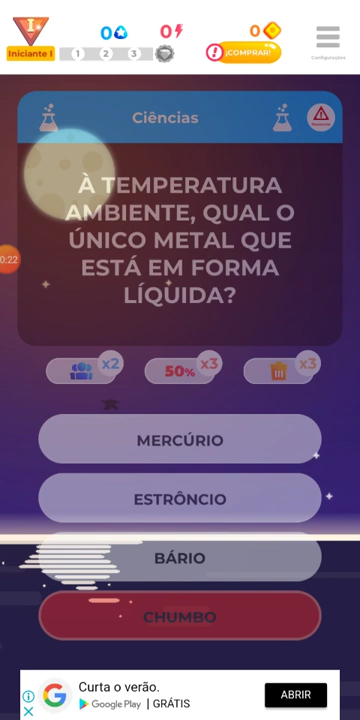 0
0
0
Iniciante I
1 2 3
¡COMPRAR!
Configurações
Ciências
À TEMPERATURA
AMBIENTE, QUAL O
ÚNICO METAL QUE
ESTÁ EM FORMA
LÍQUIDA?
0:22
x2
50% x3
x3
MERCÚRIO
ESTRÔNCIO
BÁRIO
CHUMBO
Curta o verão.
Google Play | GRÁTIS
ABRIR